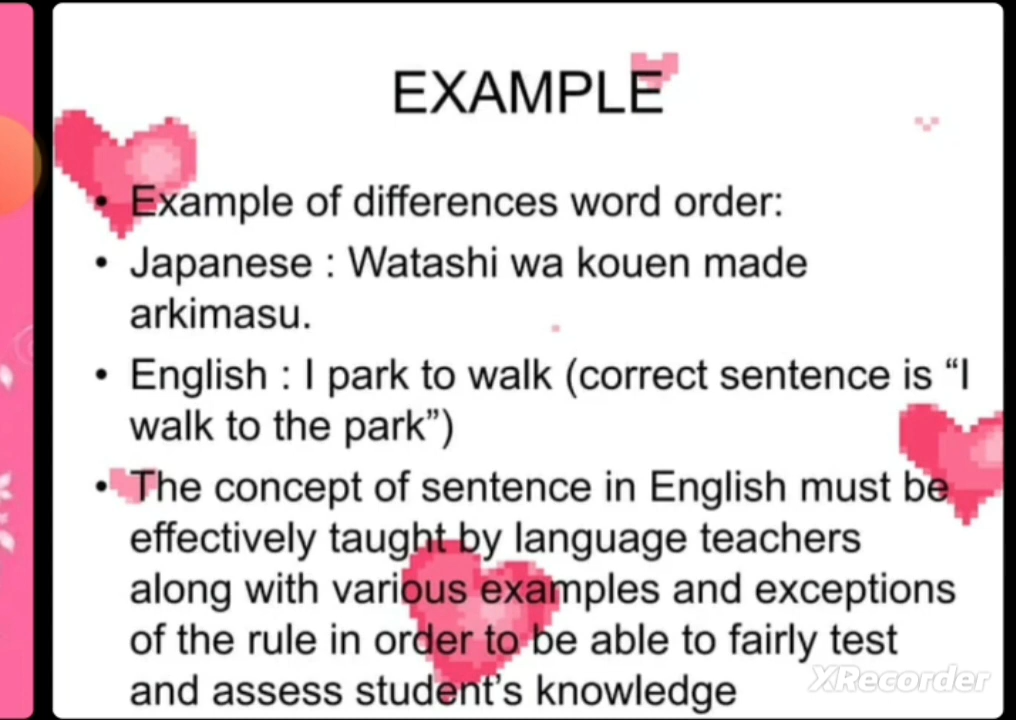 EXAMPLE
• Example of differences word order:
• Japanese : Watashi wa kouen made
arkimasu.
• English : I park to walk (correct sentence is “I
walk to the park”)
• The concept of sentence in English must be
effectively taught by language teachers
along with various examples and exceptions
of the rule in order to be able to fairly test
and assess student’s knowledge
XRecorder